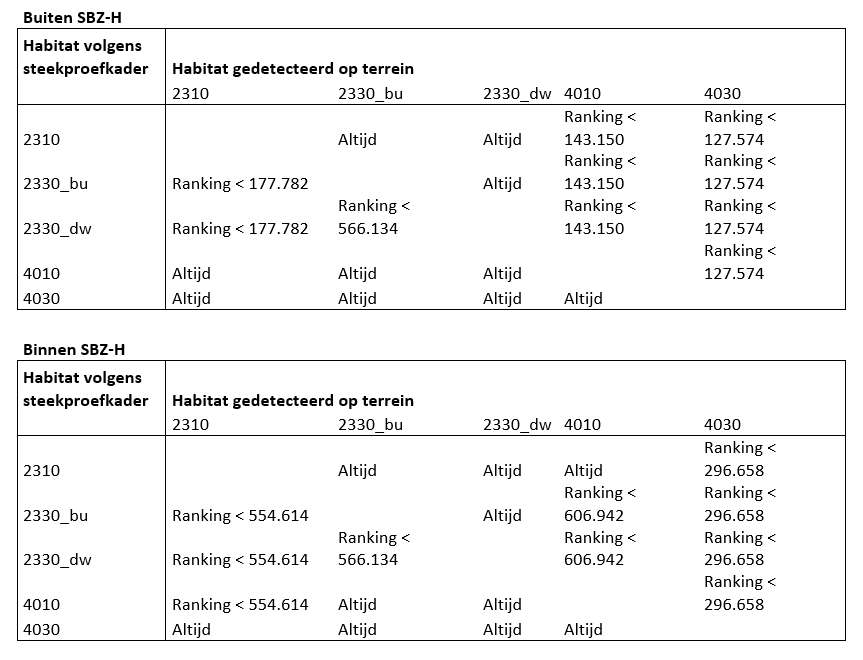 Buiten SBZ-H
Habitat volgens
steekproefkader Habitat gedetecteerd op terrein
2310 2330_bu 2330_dw 4010 4030
Ranking < Ranking <
2310 Altijd Altijd 143.150 127.574
Ranking < Ranking <
2330_bu Ranking < 177.782 Altijd 143.150 127.574
Ranking < Ranking < Ranking <
2330_dw Ranking < 177.782 566.134 143.150 127.574
Ranking <
4010 Altijd Altijd Altijd 127.574
4030 Altijd Altijd Altijd Altijd
Binnen SBZ-H
Habitat volgens
steekproefkader Habitat gedetecteerd op terrein
2310 2330_bu 2330_dw 4010 4030
Ranking <
2310 Altijd Altijd Altijd 296.658
Ranking < Ranking <
2330_bu Ranking < 554.614 Altijd 606.942 296.658
Ranking < Ranking < Ranking <
2330_dw Ranking < 554.614 566.134 606.942 296.658
Ranking <
4010 Ranking < 554.614 Altijd Altijd 296.658
4030 Altijd Altijd Altijd Altijd